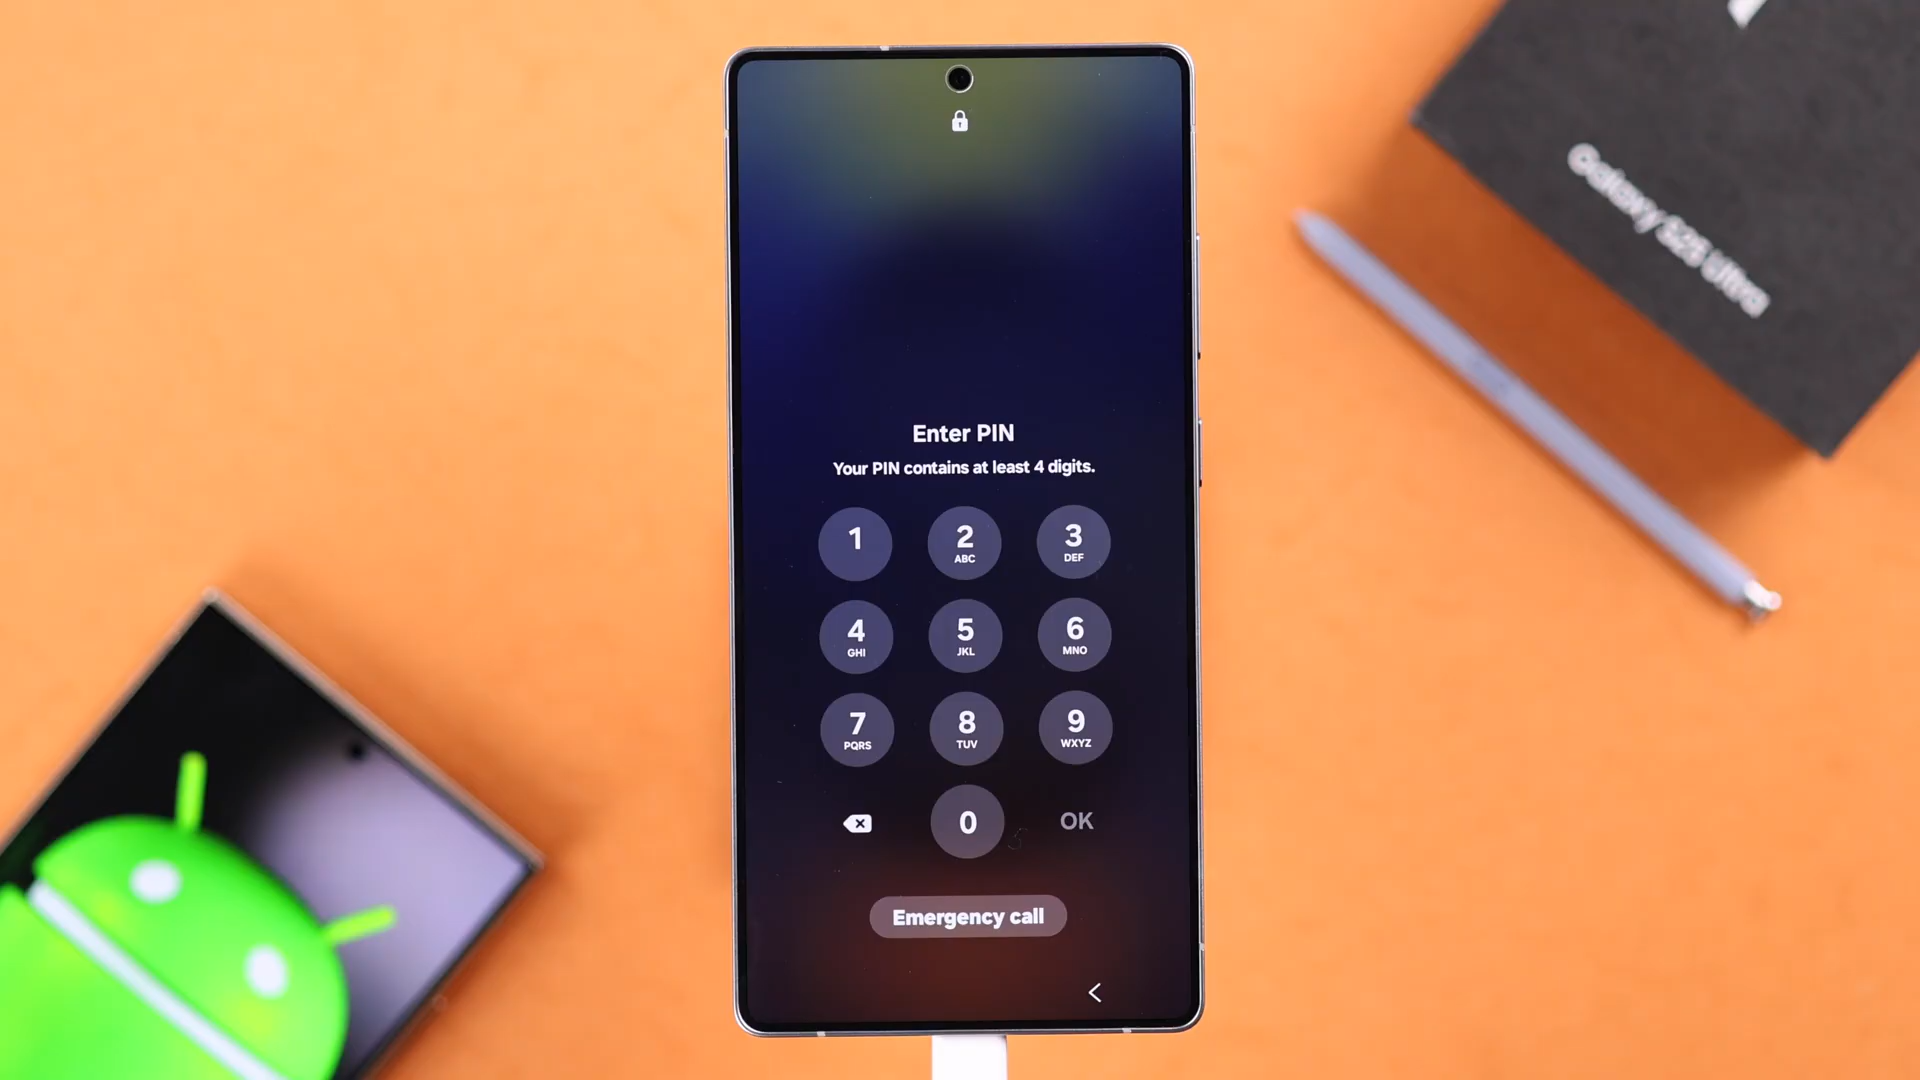 Galaxy S25 Ultra
Enter PIN
Your PIN contains at least 4 digits.
1
2
ABC
3
DEF
4
GHI
5
JKL
6
MNO
7
PQRS
8
TUV
9
WXYZ
0
OK
Emergency call